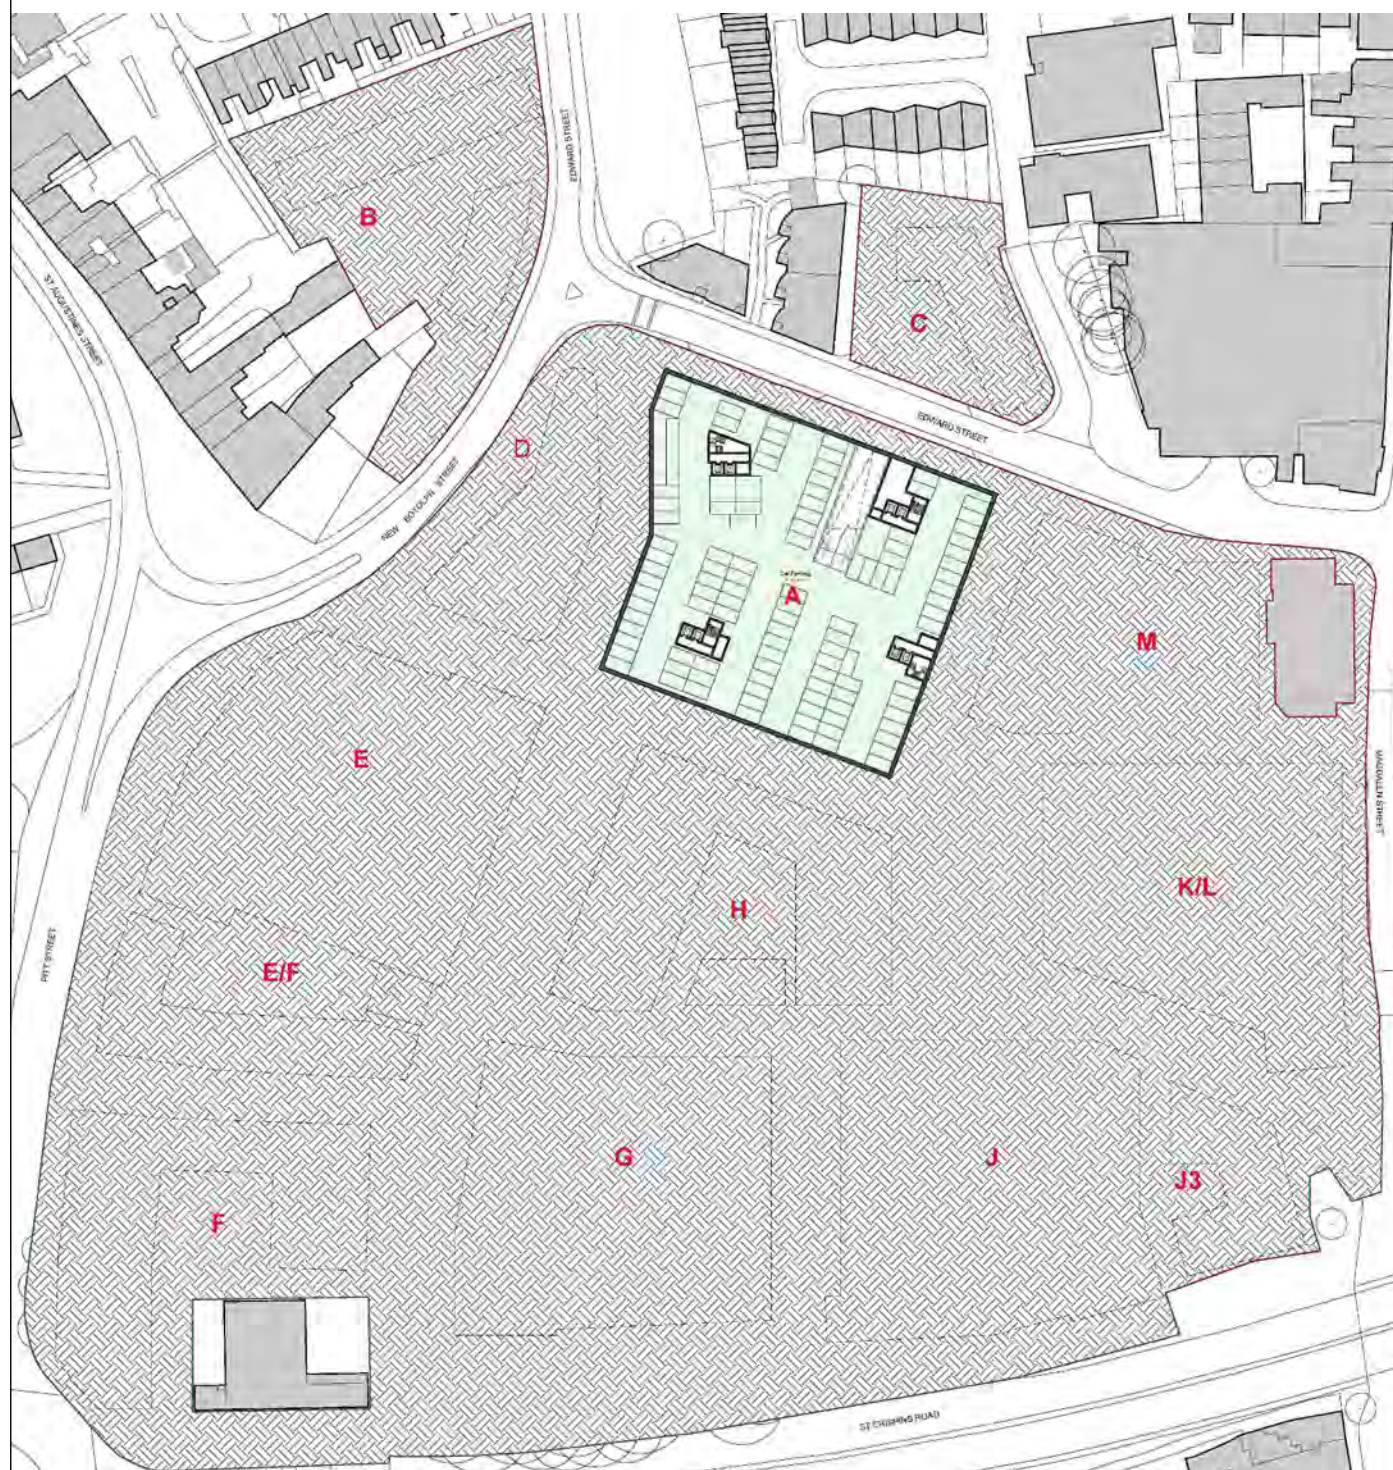 EDWARD STREET
B
ST AUGUSTINES STREET
C
EDWARD STREET
D
NEW BOTOLPH STREET
A
M
E
MAGDALEN STREET
K/L
H
PITT STREET
E/F
G
J
J3
F
ST CRISPINS ROAD